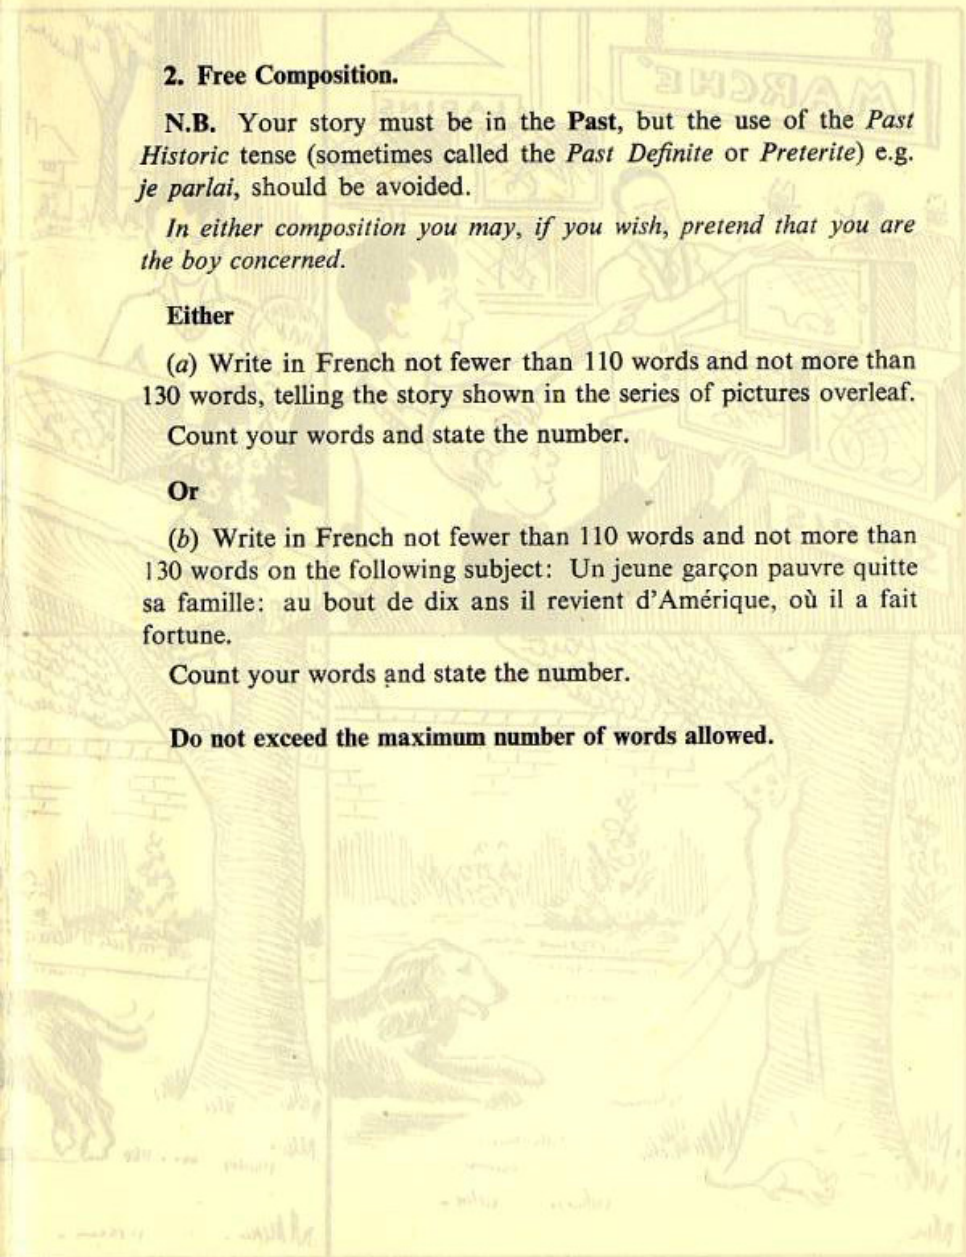 2. Free Composition.
N.B. Your story must be in the Past, but the use of the Past
Historic tense (sometimes called the Past Definite or Preterite) e.g.
je parlai, should be avoided.
In either composition you may, if you wish, pretend that you are
the boy concerned.
Either
(a) Write in French not fewer than 110 words and not more than
130 words, telling the story shown in the series of pictures overleaf.
Count your words and state the number.
Or
(b) Write in French not fewer than 110 words and not more than
130 words on the following subject: Un jeune garçon pauvre quitte
sa famille: au bout de dix ans il revient d'Amérique, où il a fait
fortune.
Count your words and state the number.
Do not exceed the maximum number of words allowed.
MARCHÉ